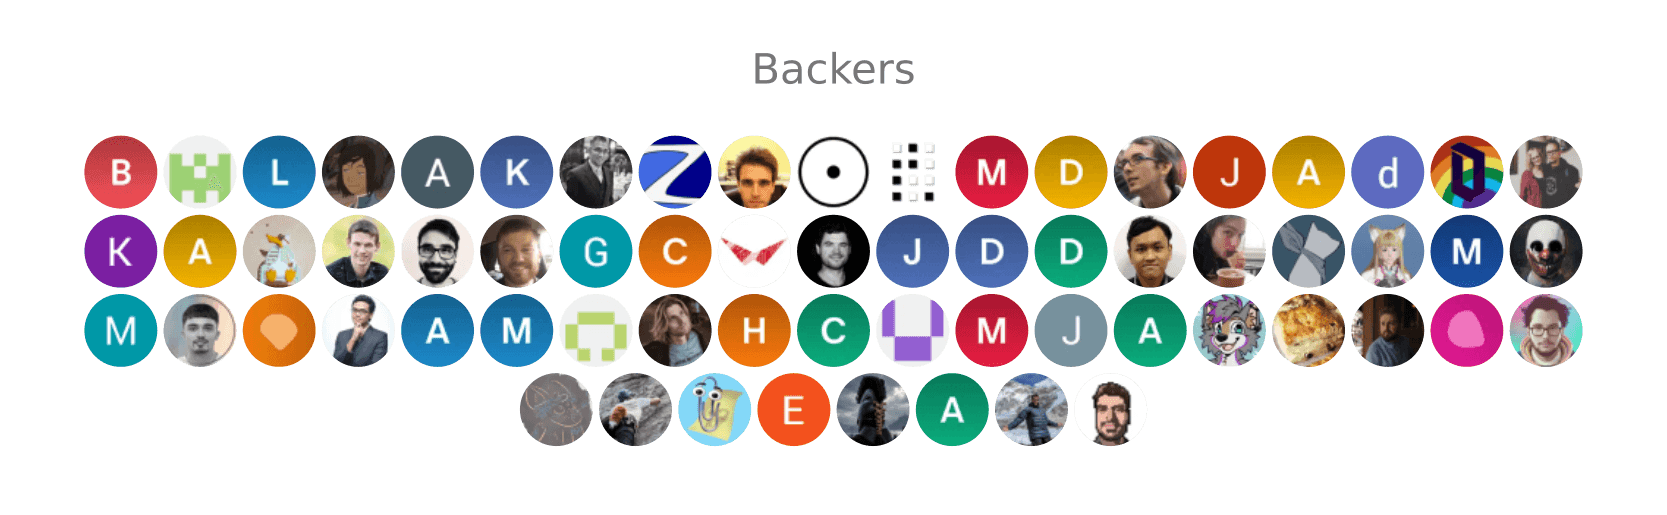 Backers
B L A K M D J A d
K A G C J D D M
M A M H C M J A
E A